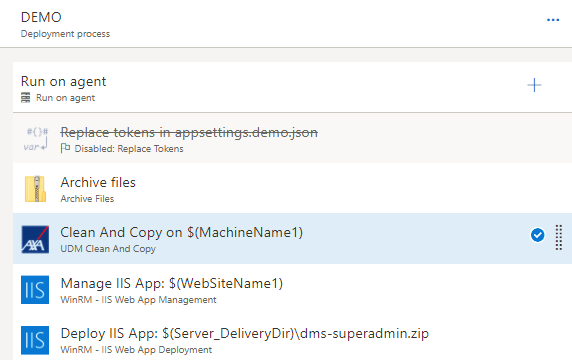 DEMO
Deployment process
Run on agent
Run on agent
#{}#
var
Replace tokens in appsettings.demo.json
Disabled: Replace Tokens
Archive files
Archive Files
AXA
Clean And Copy on $(MachineName1)
UDM Clean And Copy
IIS
Manage IIS App: $(WebSiteName1)
WinRM - IIS Web App Management
IIS
Deploy IIS App: $(Server_DeliveryDir)\dms-superadmin.zip
WinRM - IIS Web App Deployment